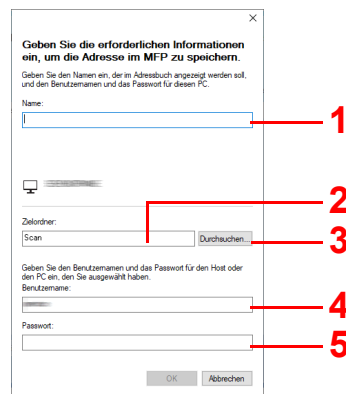 Geben Sie die erforderlichen Informationen
ein, um die Adresse im MFP zu speichern.
Geben Sie den Namen ein, der im Adressbuch angezeigt werden soll,
und den Benutzernamen und das Passwort für diesen PC.
Name:
1
2
Zielordner:
Scan
Durchsuchen...
3
Geben Sie den Benutzernamen und das Passwort für den Host oder
den PC ein, den Sie ausgewählt haben.
Benutzername:
4
Passwort:
5
OK
Abbrechen